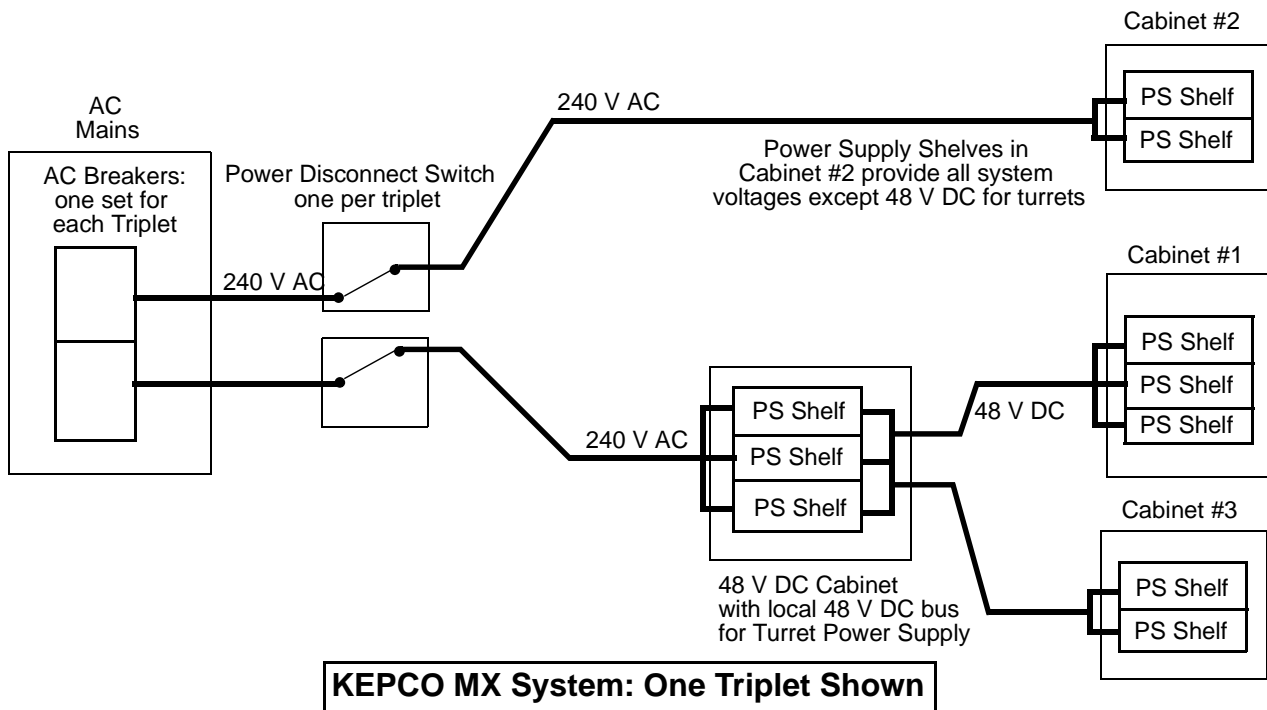 Cabinet #2
PS Shelf
PS Shelf
240 V AC
AC
Mains
Power Supply Shelves in
Cabinet #2 provide all system
voltages except 48 V DC for turrets
AC Breakers:
one set for
each Triplet
Power Disconnect Switch
one per triplet
240 V AC
Cabinet #1
PS Shelf
PS Shelf
PS Shelf
PS Shelf
PS Shelf
PS Shelf
240 V AC
48 V DC
Cabinet #3
PS Shelf
PS Shelf
48 V DC Cabinet
with local 48 V DC bus
for Turret Power Supply
KEPCO MX System: One Triplet Shown